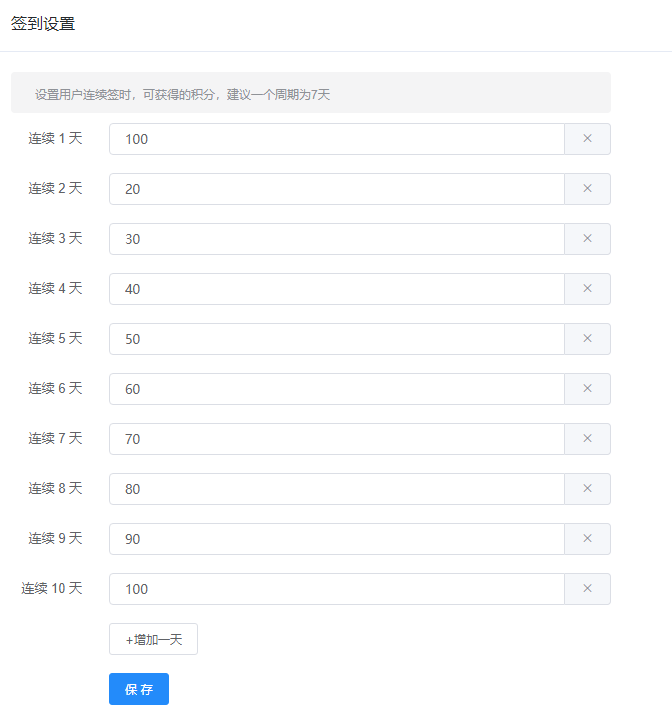 签到设置
设置用户连续签时，可获得的积分，建议一个周期为7天
连续 1 天 100 ×
连续 2 天 20 ×
连续 3 天 30 ×
连续 4 天 40 ×
连续 5 天 50 ×
连续 6 天 60 ×
连续 7 天 70 ×
连续 8 天 80 ×
连续 9 天 90 ×
连续 10 天 100 ×
+增加一天
保存